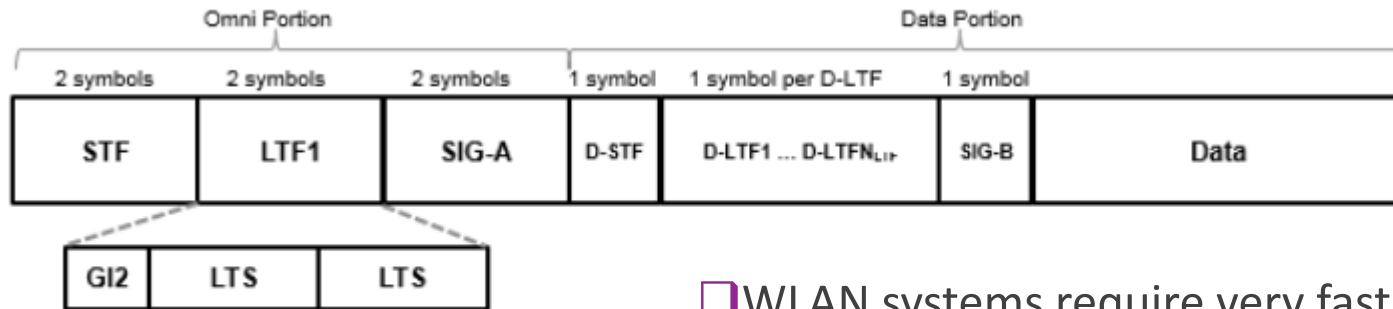 Omni Portion Data Portion
2 symbols 2 symbols 2 symbols 1 symbol 1 symbol per D-LTF 1 symbol
STF LTF1 SIG-A D-STF D-LTF1 ... D-LTFN_LTF SIG-B Data
GI2 LTS LTS
WLAN systems require very fast